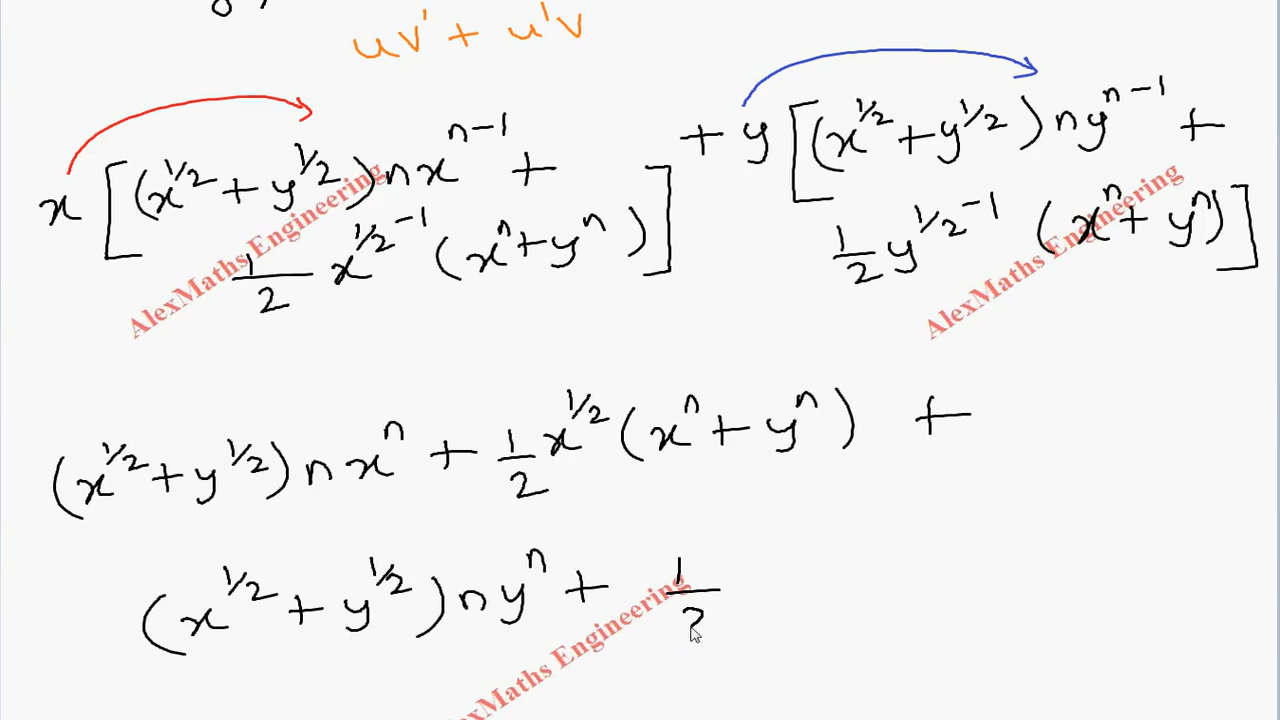 uv' + u'v
x [(x^{1/2} + y^{1/2}) n x^{n-1} +
1/2 x^{1/2 - 1} (x^n + y^n)]
+ y [(x^{1/2} + y^{1/2}) n y^{n-1} +
1/2 y^{1/2 - 1} (x^n + y^n)]
AlexMaths Engineering
AlexMaths Engineering
(x^{1/2} + y^{1/2}) n x^n + 1/2 x^{1/2} (x^n + y^n) +
(x^{1/2} + y^{1/2}) n y^n + 1/2
AlexMaths Engineering